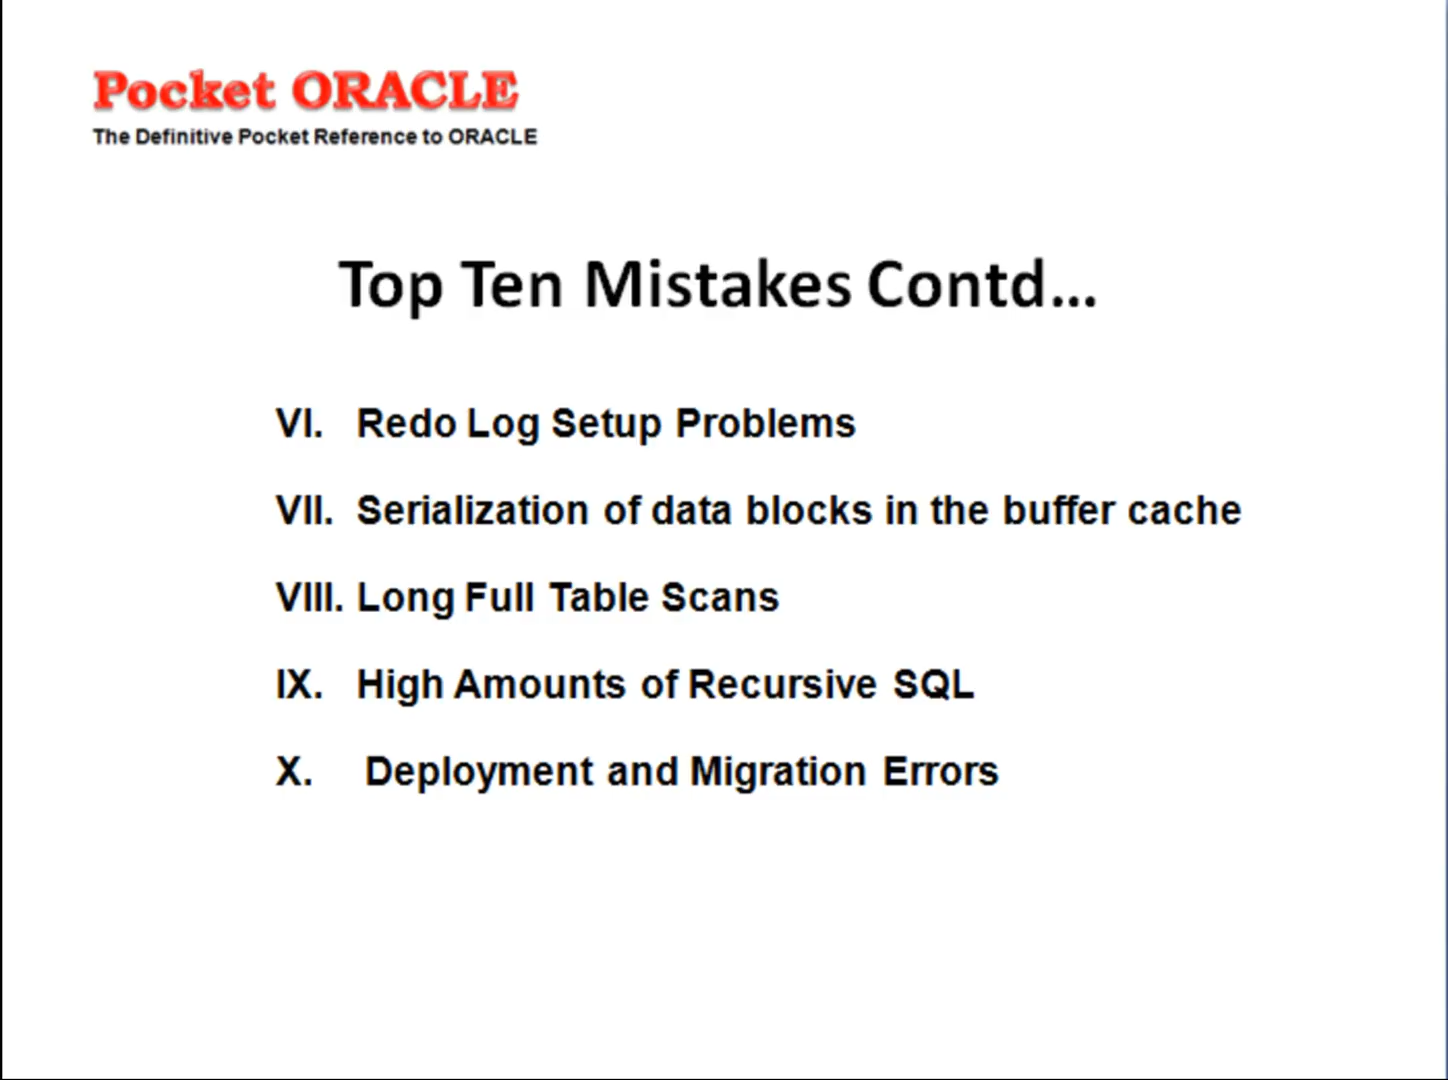 Pocket ORACLE
The Definitive Pocket Reference to ORACLE
Top Ten Mistakes Contd...
VI. Redo Log Setup Problems
VII. Serialization of data blocks in the buffer cache
VIII. Long Full Table Scans
IX. High Amounts of Recursive SQL
X. Deployment and Migration Errors